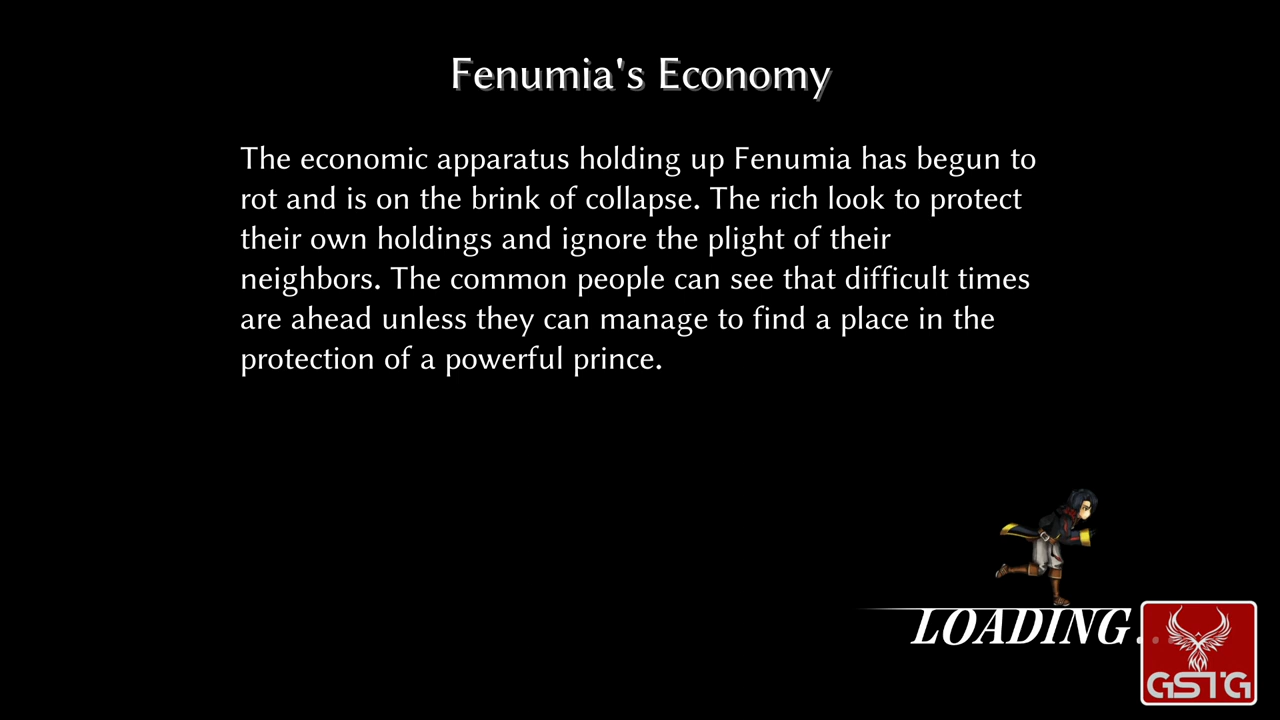 Fenumia's Economy
The economic apparatus holding up Fenumia has begun to
rot and is on the brink of collapse. The rich look to protect
their own holdings and ignore the plight of their
neighbors. The common people can see that difficult times
are ahead unless they can manage to find a place in the
protection of a powerful prince.
LOADING...
GSTG